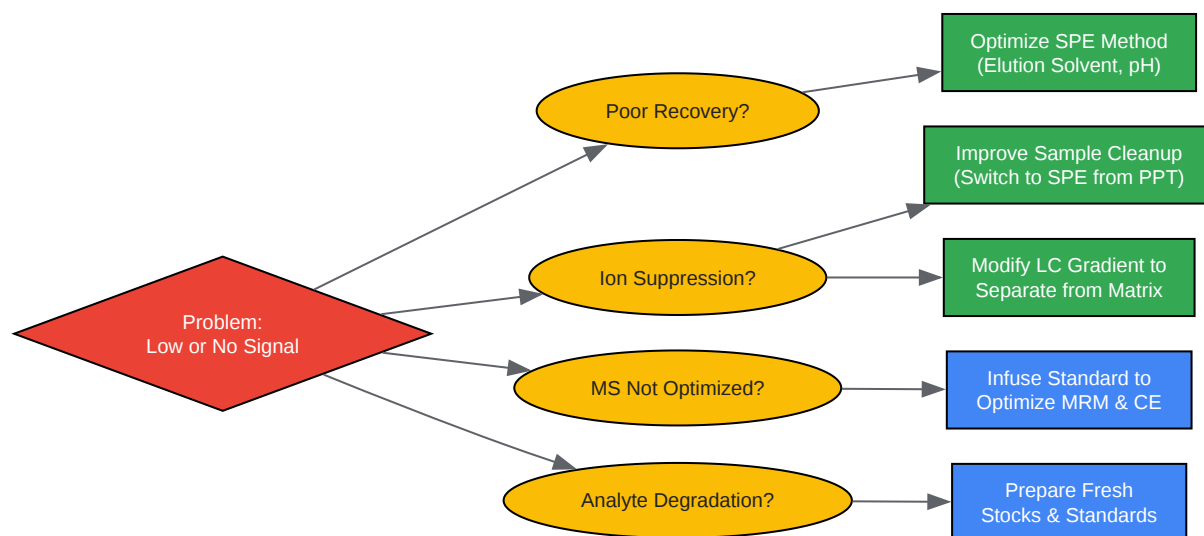 Problem:
Low or No Signal
Poor Recovery?
Ion Suppression?
MS Not Optimized?
Analyte Degradation?
Optimize SPE Method
(Elution Solvent, pH)
Improve Sample Cleanup
(Switch to SPE from PPT)
Modify LC Gradient to
Separate from Matrix
Infuse Standard to
Optimize MRM & CE
Prepare Fresh
Stocks & Standards